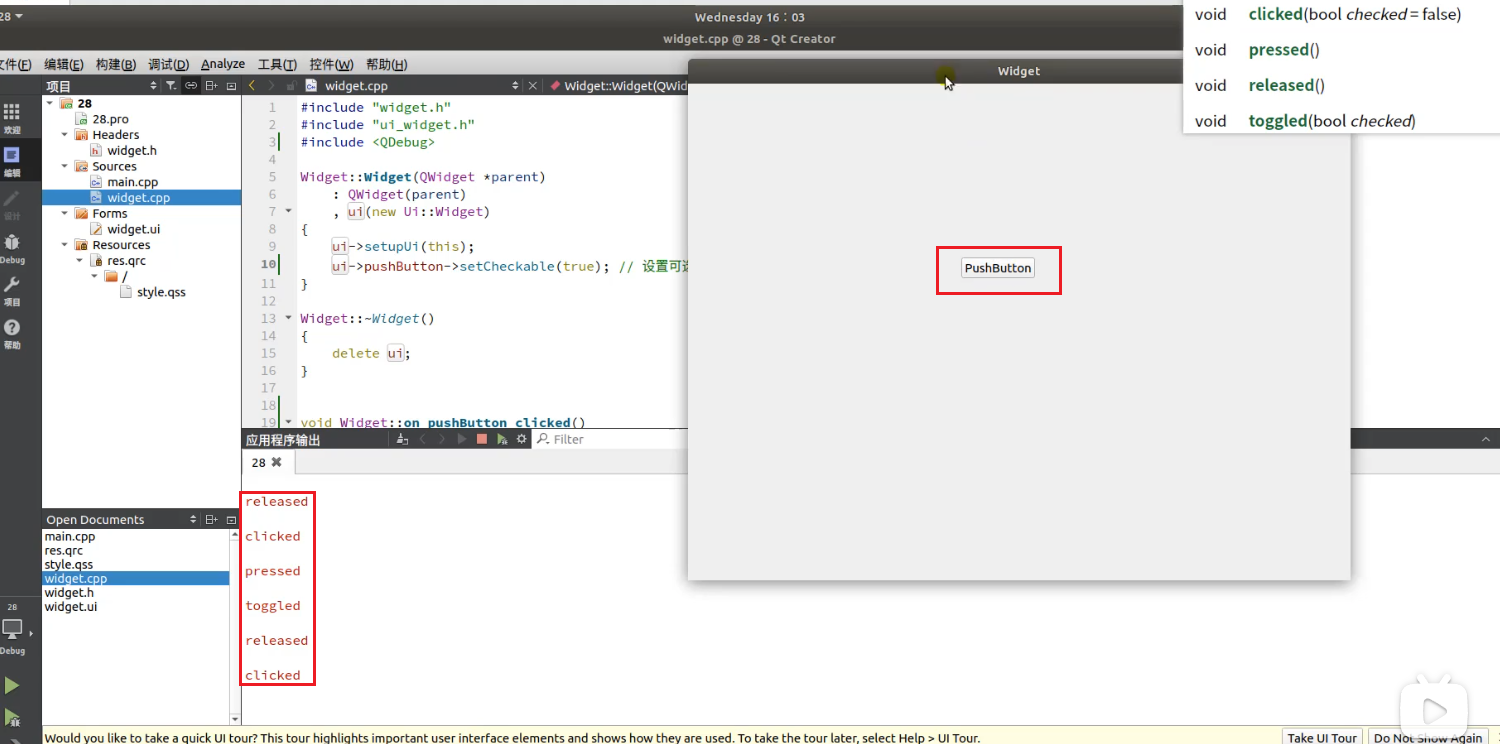 28
Wednesday 16：03
widget.cpp @ 28 - Qt Creator
文件(F) 编辑(E) 构建(B) 调试(D) Analyze 工具(T) 控件(W) 帮助(H)
void clicked(bool checked = false)
void pressed()
void released()
void toggled(bool checked)
项目
widget.cpp
Widget::Widget(QWid
Widget
欢迎
编辑
设计
Debug
项目
帮助
28
28.pro
Headers
widget.h
Sources
main.cpp
widget.cpp
Forms
widget.ui
Resources
res.qrc
/
style.qss
1 #include "widget.h"
2 #include "ui_widget.h"
3 #include <QDebug>
4
5 Widget::Widget(QWidget *parent)
6 : QWidget(parent)
7 , ui(new Ui::Widget)
8 {
9 ui->setupUi(this);
10 ui->pushButton->setCheckable(true); // 设置可选
11 }
12
13 Widget::~Widget()
14 {
15 delete ui;
16 }
17
18
19 void Widget::on_pushButton_clicked()
PushButton
应用程序输出
Filter
28
released
clicked
pressed
toggled
released
clicked
Open Documents
main.cpp
res.qrc
style.qss
widget.cpp
widget.h
widget.ui
28
Debug
Would you like to take a quick UI tour? This tour highlights important user interface elements and shows how they are used. To take the tour later, select Help > UI Tour.
Take UI Tour
Do Not Show Again